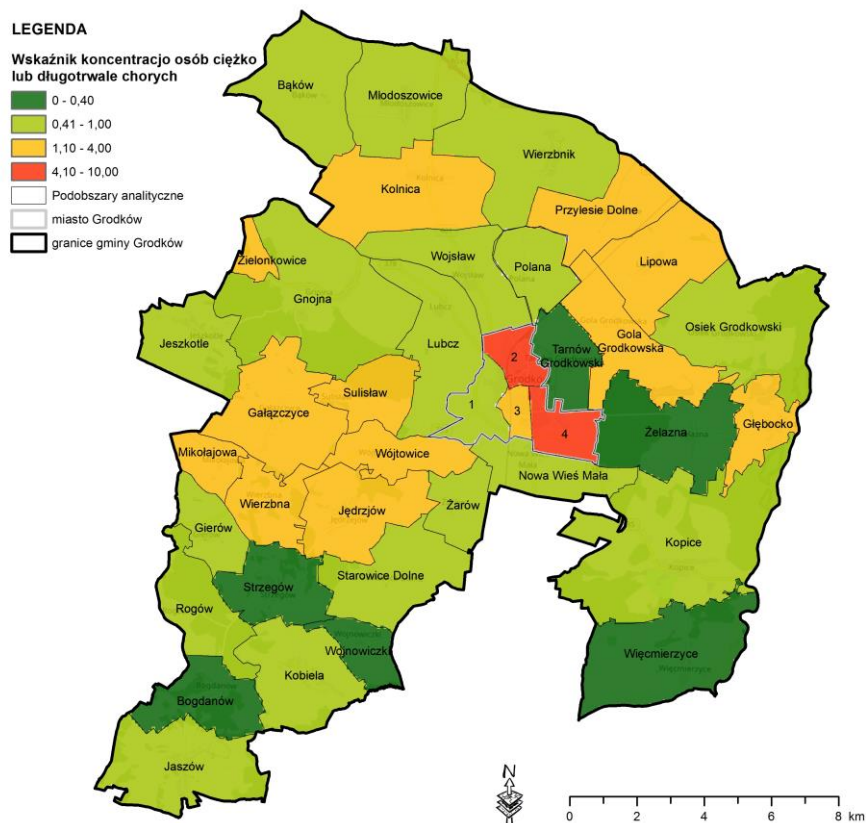 LEGENDA
Wskaźnik koncentracjo osób ciężko
lub długotrwale chorych
0 - 0,40
0,41 - 1,00
1,10 - 4,00
4,10 - 10,00
Podobszary analityczne
miasto Grodków
granice gminy Grodków
Bąków
Młodoszowice
Wierzbnik
Kolnica
Przylesie Dolne
Zielonkowice
Wojsław
Polana
Lipowa
Gnojna
Osiek Grodkowski
Jeszkotle
Lubcz
2
Tarnów
Grodkowski
Gola
Grodkowska
Sulisław
Gałązczyce
1
3
4
Głębocko
Żelazna
Mikołajowa
Wójtowice
Nowa Wieś Mała
Wierzbna
Jędrzjów
Żarów
Gierów
Kopice
Starowice Dolne
Strzegów
Rogów
Wojnowiczki
Więcmierzyce
Kobiela
Bogdanów
Jaszów
N
0 2 4 6 8 km